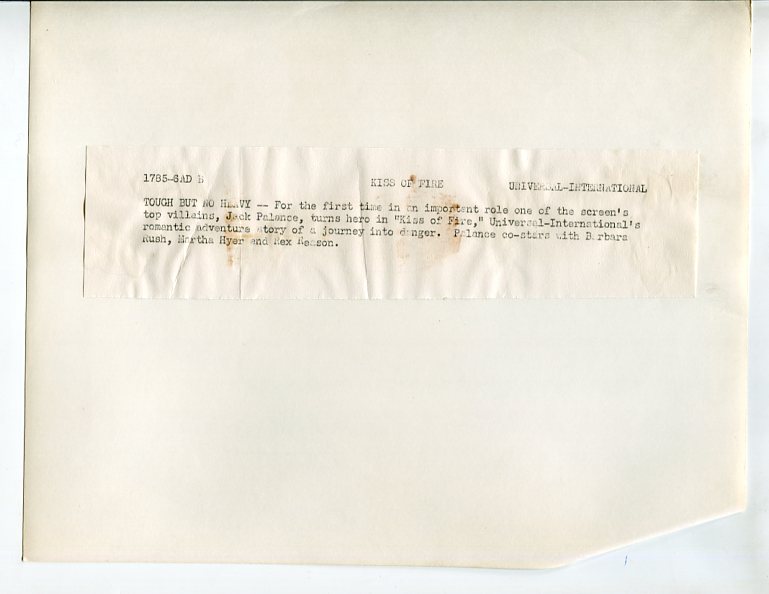 1785-6AD B KISS OF FIRE UNIVERSAL-INTERNATIONAL
TOUGH BUT NO HEAVY -- For the first time in an important role one of the screen's
top villains, Jack Palance, turns hero in "Kiss of Fire," Universal-International's
romantic adventure story of a journey into danger. Palance co-stars with Barbara
Rush, Martha Hyer and Rex Reason.